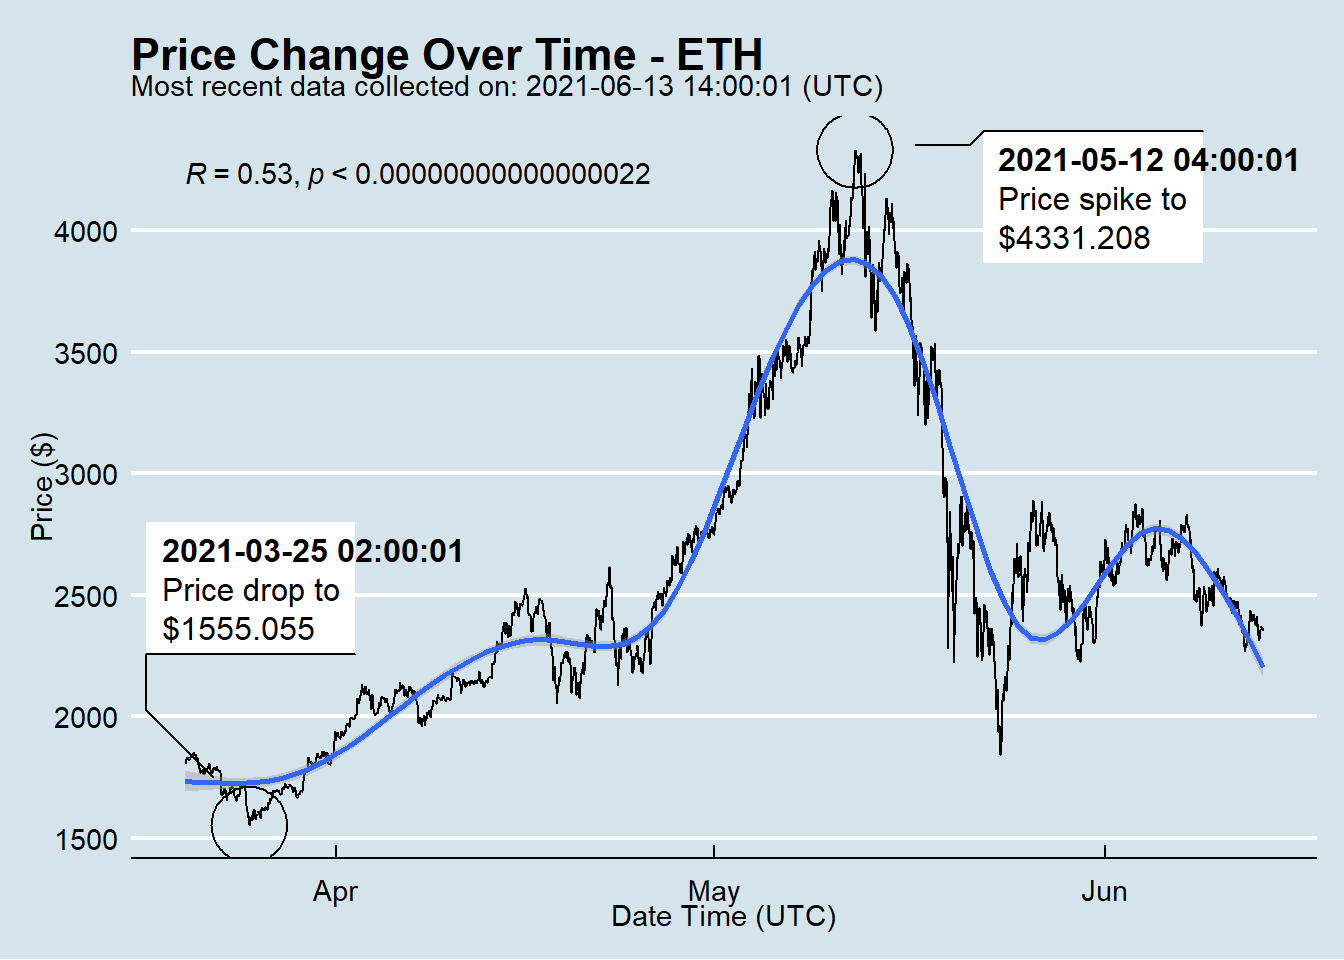 Price Change Over Time - ETH
Most recent data collected on: 2021-06-13 14:00:01 (UTC)
R = 0.53, p < 0.00000000000000022
2021-05-12 04:00:01
Price spike to
$4331.208
2021-03-25 02:00:01
Price drop to
$1555.055
Price ($)
4000
3500
3000
2500
2000
1500
Apr
May
Jun
Date Time (UTC)